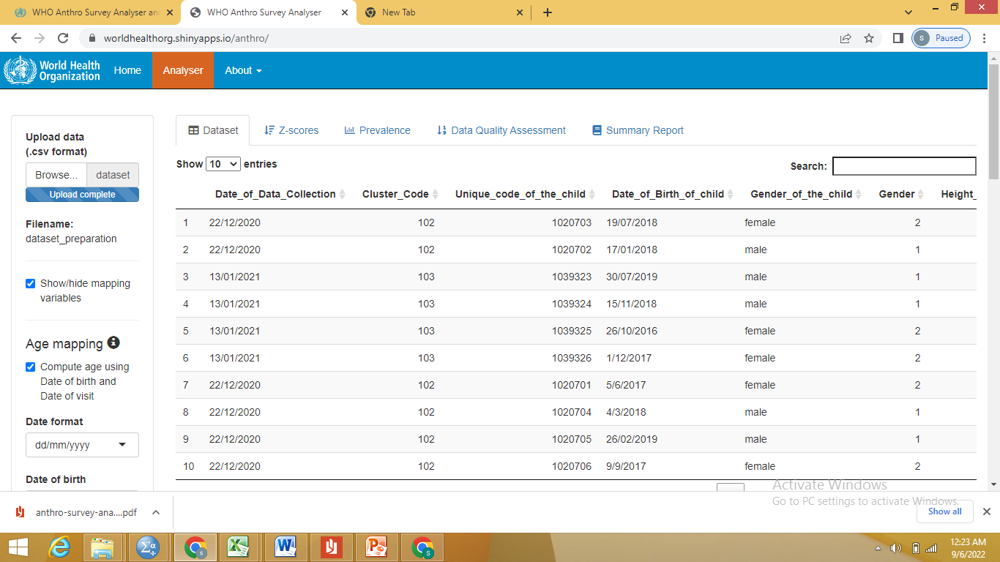 WHO Anthro Survey Analyser an
WHO Anthro Survey Analyser
New Tab
worldhealthorg.shinyapps.io/anthro/
S Paused
World Health Organization
Home
Analyser
About
Upload data
(.csv format)
Browse... dataset
Upload complete
Filename:
dataset_preparation
Show/hide mapping
variables
Age mapping
Compute age using
Date of birth and
Date of visit
Date format
dd/mm/yyyy
Date of birth
Dataset Z-scores Prevalence Data Quality Assessment Summary Report
Show 10 entries
Search:
Date_of_Data_Collection Cluster_Code Unique_code_of_the_child Date_of_Birth_of_child Gender_of_the_child Gender Height_
1 22/12/2020 102 1020703 19/07/2018 female 2
2 22/12/2020 102 1020702 17/01/2018 male 1
3 13/01/2021 103 1039323 30/07/2019 male 1
4 13/01/2021 103 1039324 15/11/2018 male 1
5 13/01/2021 103 1039325 26/10/2016 female 2
6 13/01/2021 103 1039326 1/12/2017 female 2
7 22/12/2020 102 1020701 5/6/2017 female 2
8 22/12/2020 102 1020704 4/3/2018 male 1
9 22/12/2020 102 1020705 26/02/2019 male 1
10 22/12/2020 102 1020706 9/9/2017 female 2
Activate Windows
Go to PC settings to activate Windows.
anthro-survey-ana....pdf
Show all
12:23 AM
9/6/2022